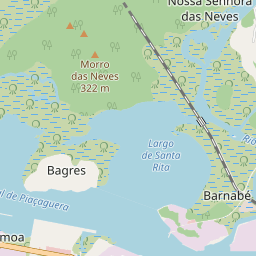 Nossa Senhora
das Neves
Morro
das Neves
322 m
Largo
de Santa
Rita
Bagres
Barnabé
al de Piaçaguera
moa